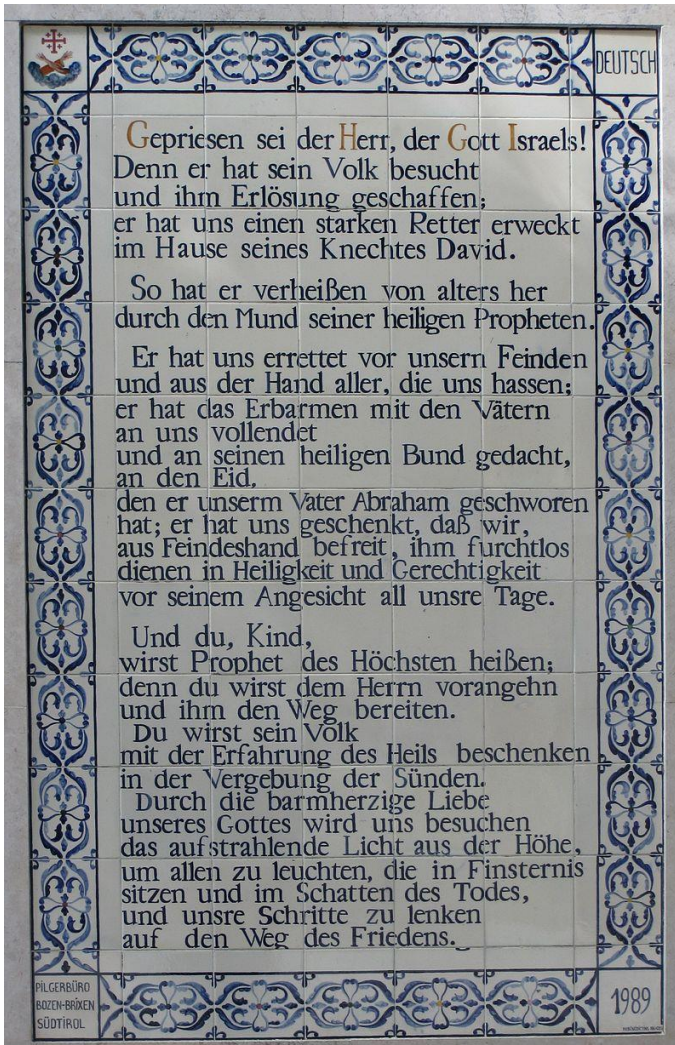 DEUTSCH
Gepriesen sei der Herr, der Gott Israels!
Denn er hat sein Volk besucht
und ihm Erlösung geschaffen;
er hat uns einen starken Retter erweckt
im Hause seines Knechtes David.
So hat er verheißen von alters her
durch den Mund seiner heiligen Propheten.
Er hat uns errettet vor unsern Feinden
und aus der Hand aller, die uns hassen;
er hat das Erbarmen mit den Vätern
an uns vollendet
und an seinen heiligen Bund gedacht,
an den Eid,
den er unserm Vater Abraham geschworen
hat; er hat uns geschenkt, daß wir,
aus Feindeshand befreit, ihm furchtlos
dienen in Heiligkeit und Gerechtigkeit
vor seinem Angesicht all unsre Tage.
Und du, Kind,
wirst Prophet des Höchsten heißen;
denn du wirst dem Herrn vorangehn
und ihm den Weg bereiten.
Du wirst sein Volk
mit der Erfahrung des Heils beschenken
in der Vergebung der Sünden.
Durch die barmherzige Liebe
unseres Gottes wird uns besuchen
das aufstrahlende Licht aus der Höhe,
um allen zu leuchten, die in Finsternis
sitzen und im Schatten des Todes,
und unsre Schritte zu lenken
auf den Weg des Friedens.
PILGERBÜRO
BOZEN-BRIXEN
SÜDTIROL
1989